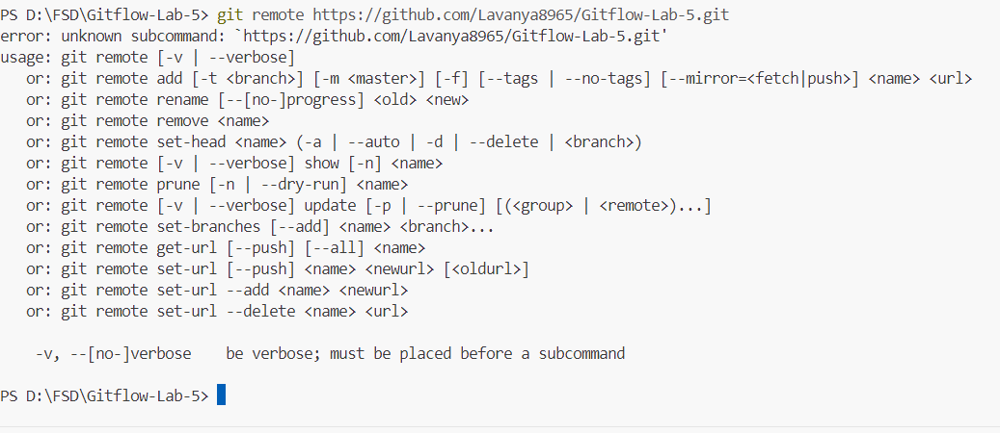 PS D:\FSD\Gitflow-Lab-5> git remote https://github.com/Lavanya8965/Gitflow-Lab-5.git
error: unknown subcommand: `https://github.com/Lavanya8965/Gitflow-Lab-5.git'
usage: git remote [-v | --verbose]
   or: git remote add [-t <branch>] [-m <master>] [-f] [--tags | --no-tags] [--mirror=<fetch|push>] <name> <url>
   or: git remote rename [--[no-]progress] <old> <new>
   or: git remote remove <name>
   or: git remote set-head <name> (-a | --auto | -d | --delete | <branch>)
   or: git remote [-v | --verbose] show [-n] <name>
   or: git remote prune [-n | --dry-run] <name>
   or: git remote [-v | --verbose] update [-p | --prune] [(<group> | <remote>)...]
   or: git remote set-branches [--add] <name> <branch>...
   or: git remote get-url [--push] [--all] <name>
   or: git remote set-url [--push] <name> <newurl> [<oldurl>]
   or: git remote set-url --add <name> <newurl>
   or: git remote set-url --delete <name> <url>

    -v, --[no-]verbose    be verbose; must be placed before a subcommand

PS D:\FSD\Gitflow-Lab-5>